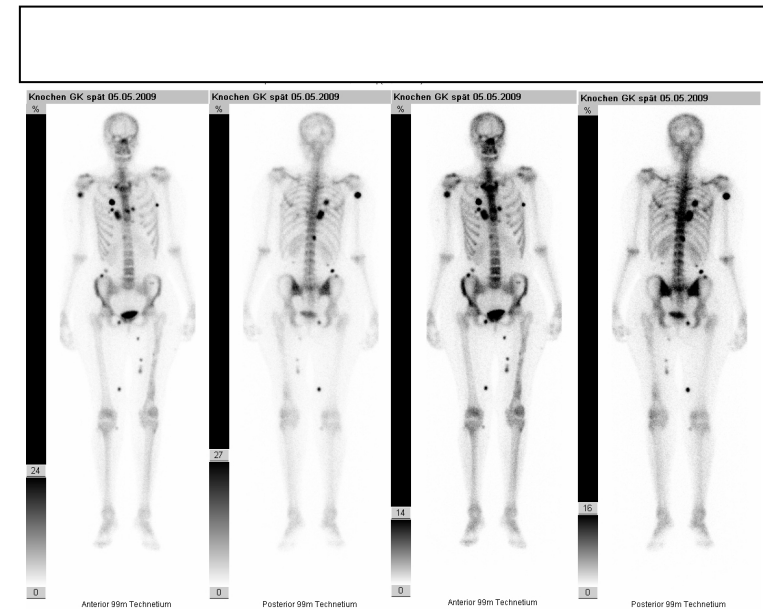 Knochen GK spät 05.05.2009
Knochen GK spät 05.05.2009
Knochen GK spät 05.05.2009
Knochen GK spät 05.05.2009
%
%
%
%
24
27
14
16
0
0
0
0
Anterior 99m Technetium
Posterior 99m Technetium
Anterior 99m Technetium
Posterior 99m Technetium